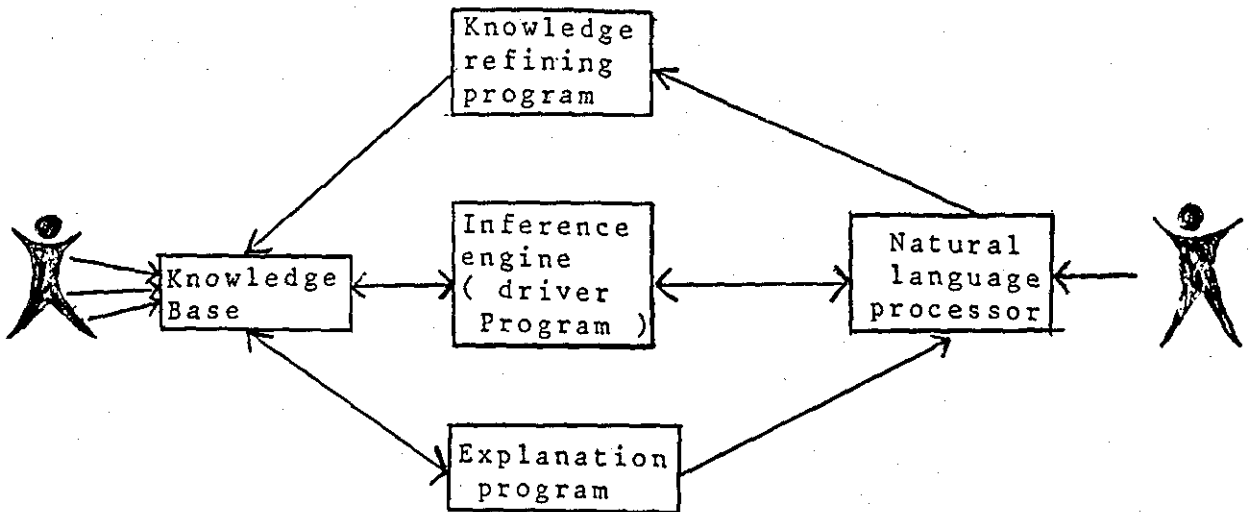 Knowledge
refining
program
Inference
engine
( driver
Program )
Knowledge
Base
Natural
language
processor
Explanation
program